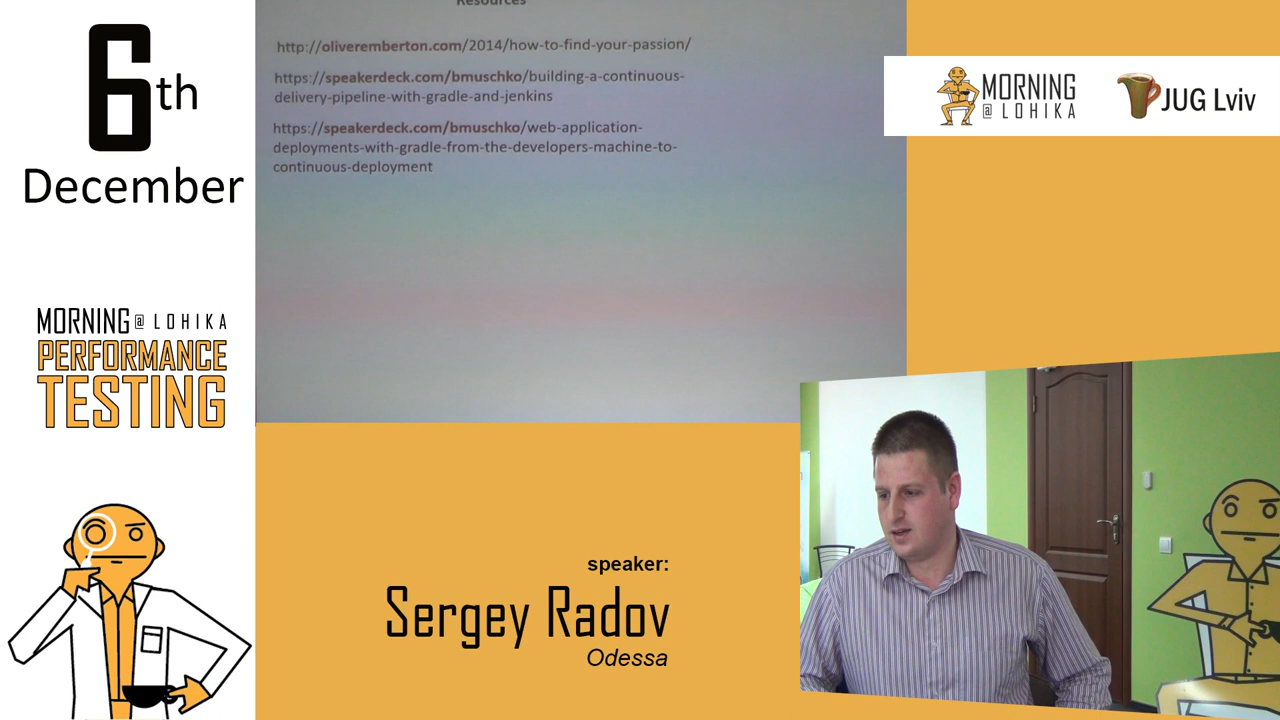 6th
December
MORNING @ LOHIKA
PERFORMANCE
TESTING
Resources
http://oliveremberton.com/2014/how-to-find-your-passion/
https://speakerdeck.com/bmuschko/building-a-continuous-
delivery-pipeline-with-gradle-and-jenkins
https://speakerdeck.com/bmuschko/web-application-
deployments-with-gradle-from-the-developers-machine-to-
continuous-deployment
MORNING
@ LOHIKA
JUG Lviv
speaker:
Sergey Radov
Odessa